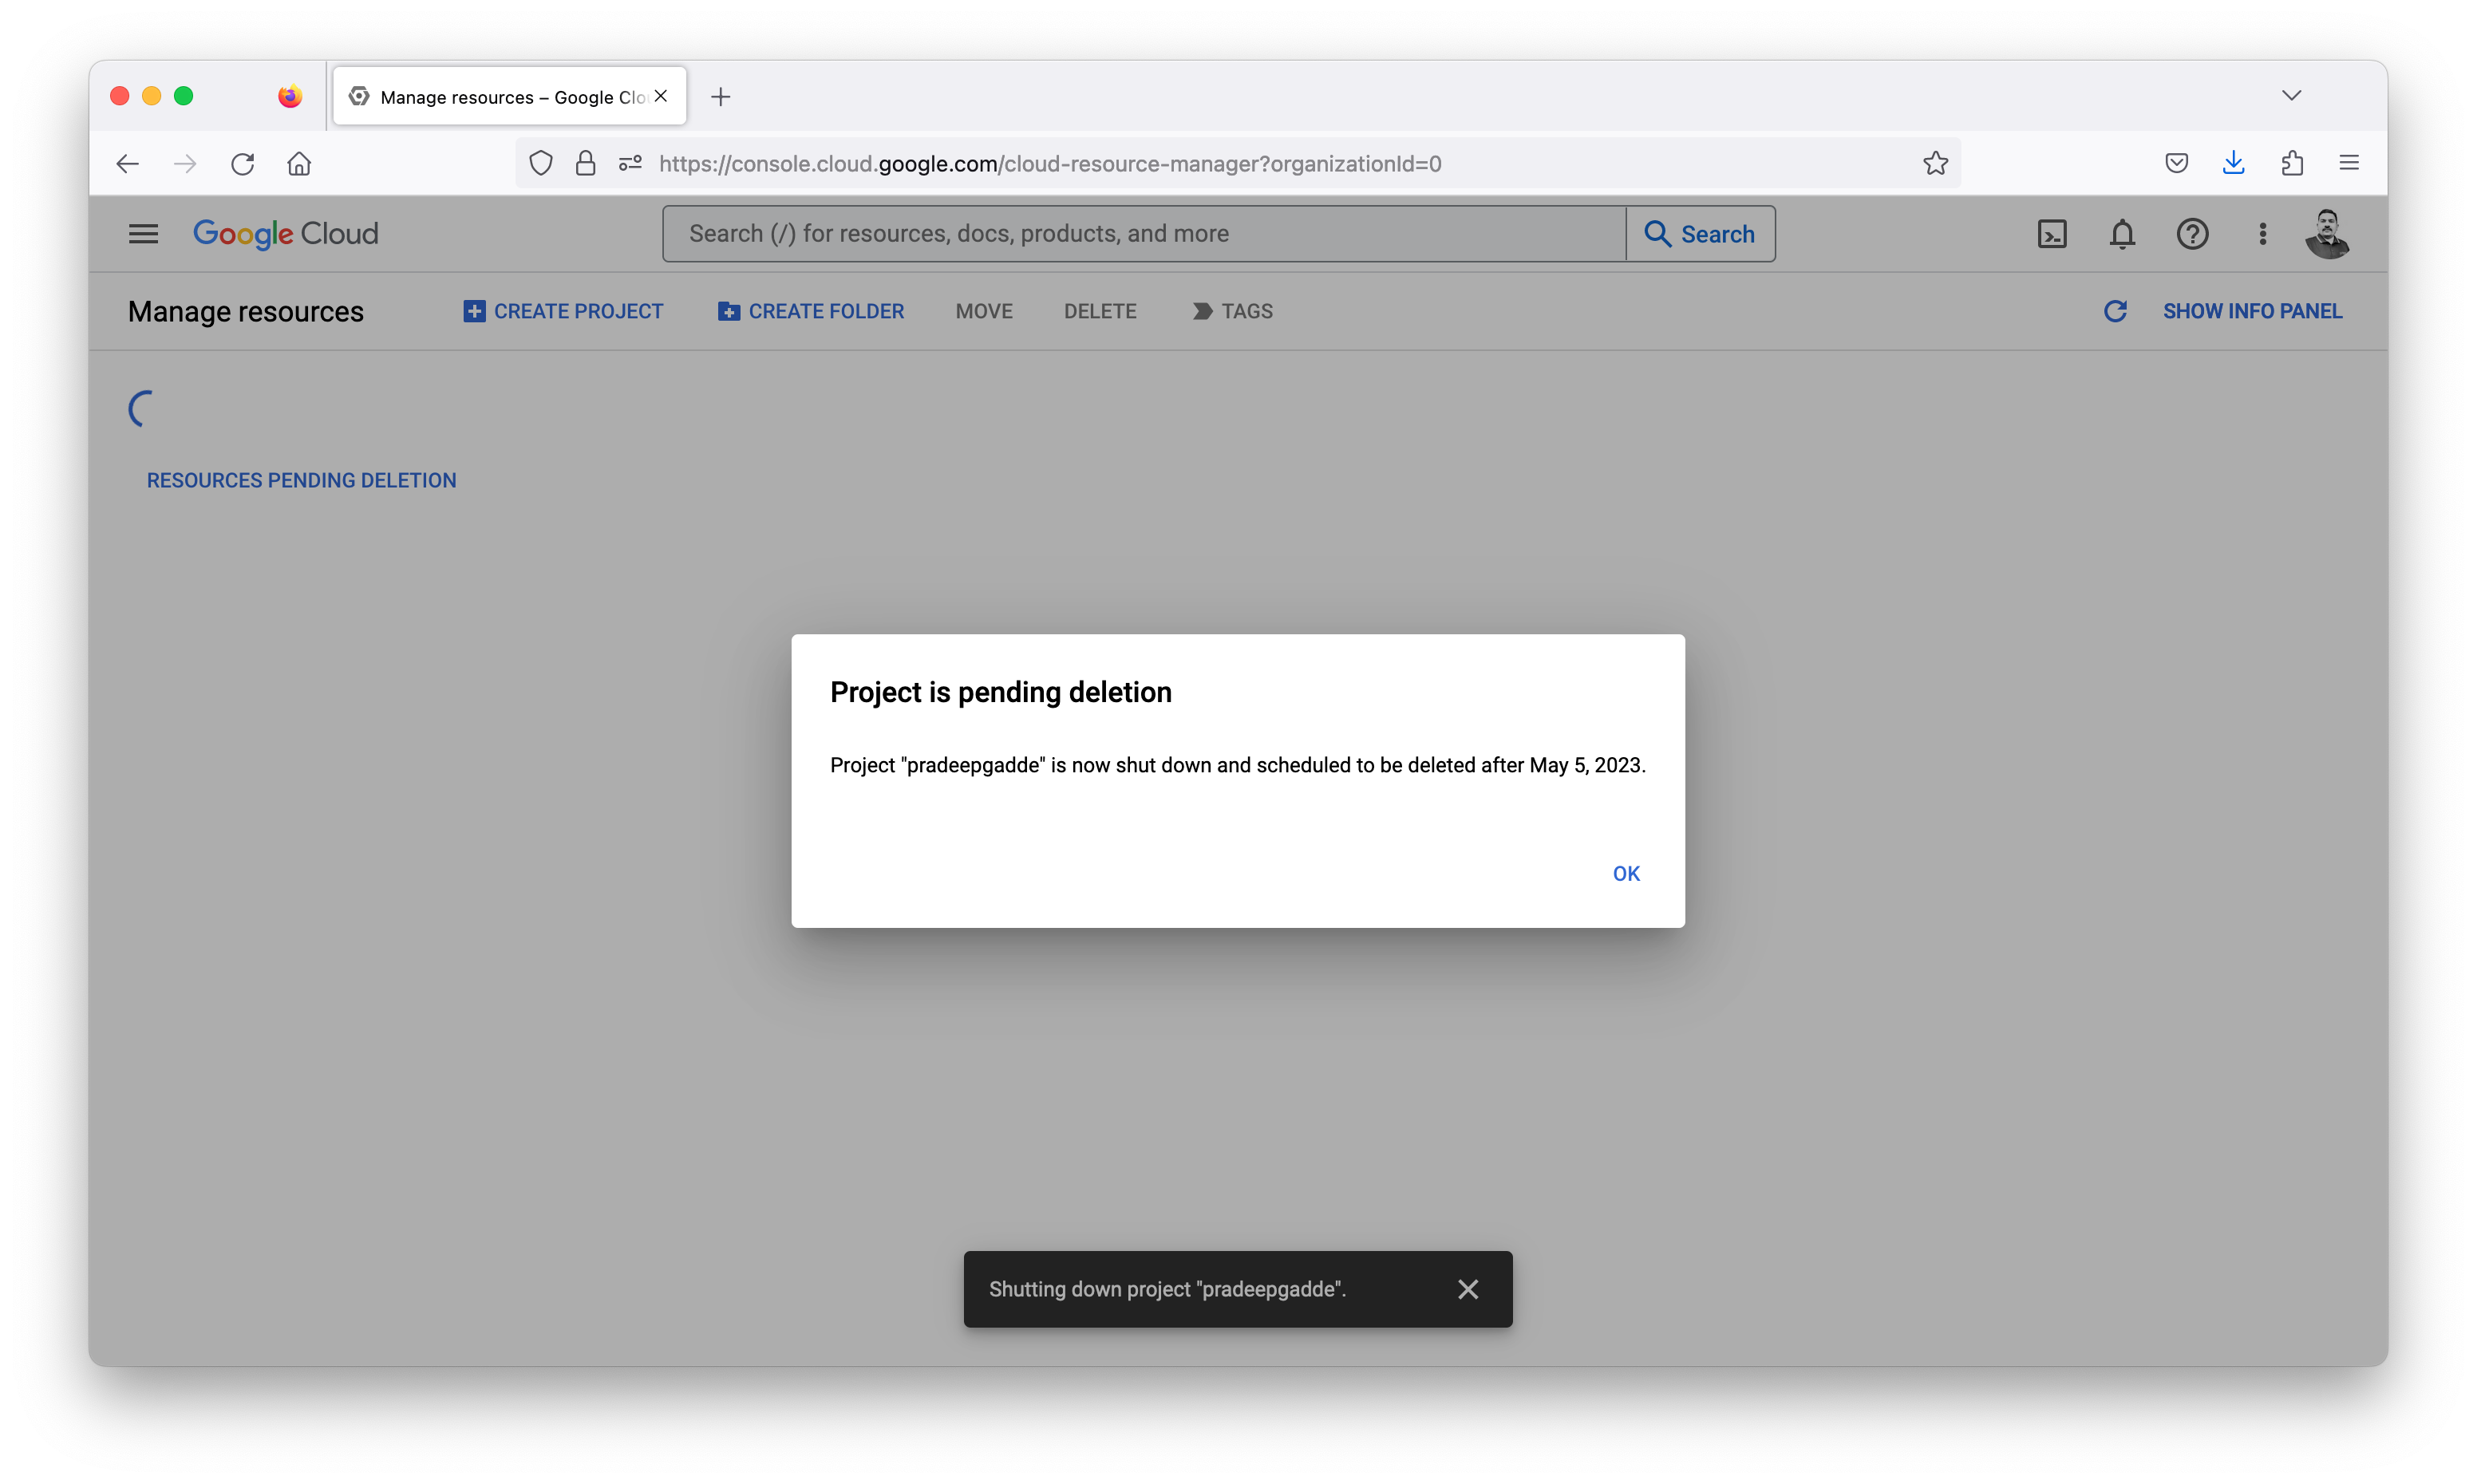 Manage resources – Google Clo
https://console.cloud.google.com/cloud-resource-manager?organizationId=0
Google Cloud
Search (/) for resources, docs, products, and more
Search
Manage resources
CREATE PROJECT
CREATE FOLDER
MOVE
DELETE
TAGS
SHOW INFO PANEL
RESOURCES PENDING DELETION
Project is pending deletion
Project "pradeepgadde" is now shut down and scheduled to be deleted after May 5, 2023.
OK
Shutting down project "pradeepgadde".